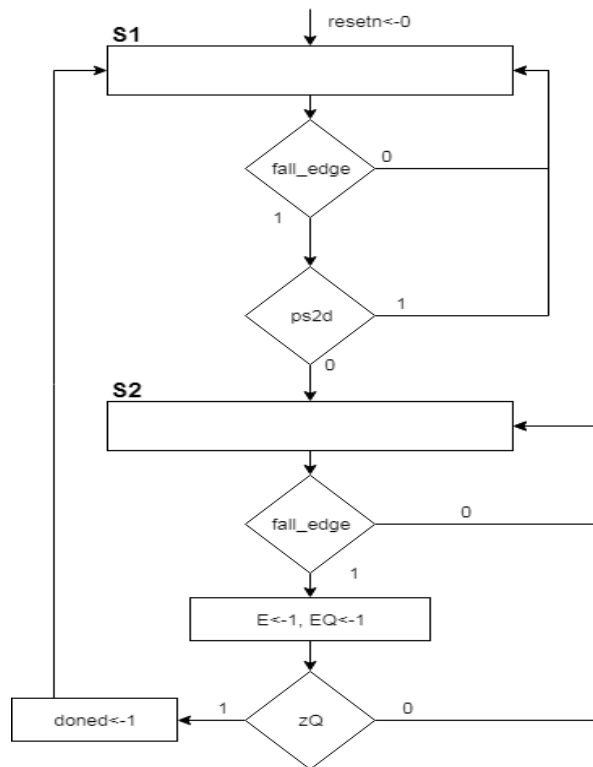 resetn<-0
S1
fall_edge
0
1
ps2d
1
0
S2
fall_edge
0
1
E<-1, EQ<-1
doned<-1
1
zQ
0